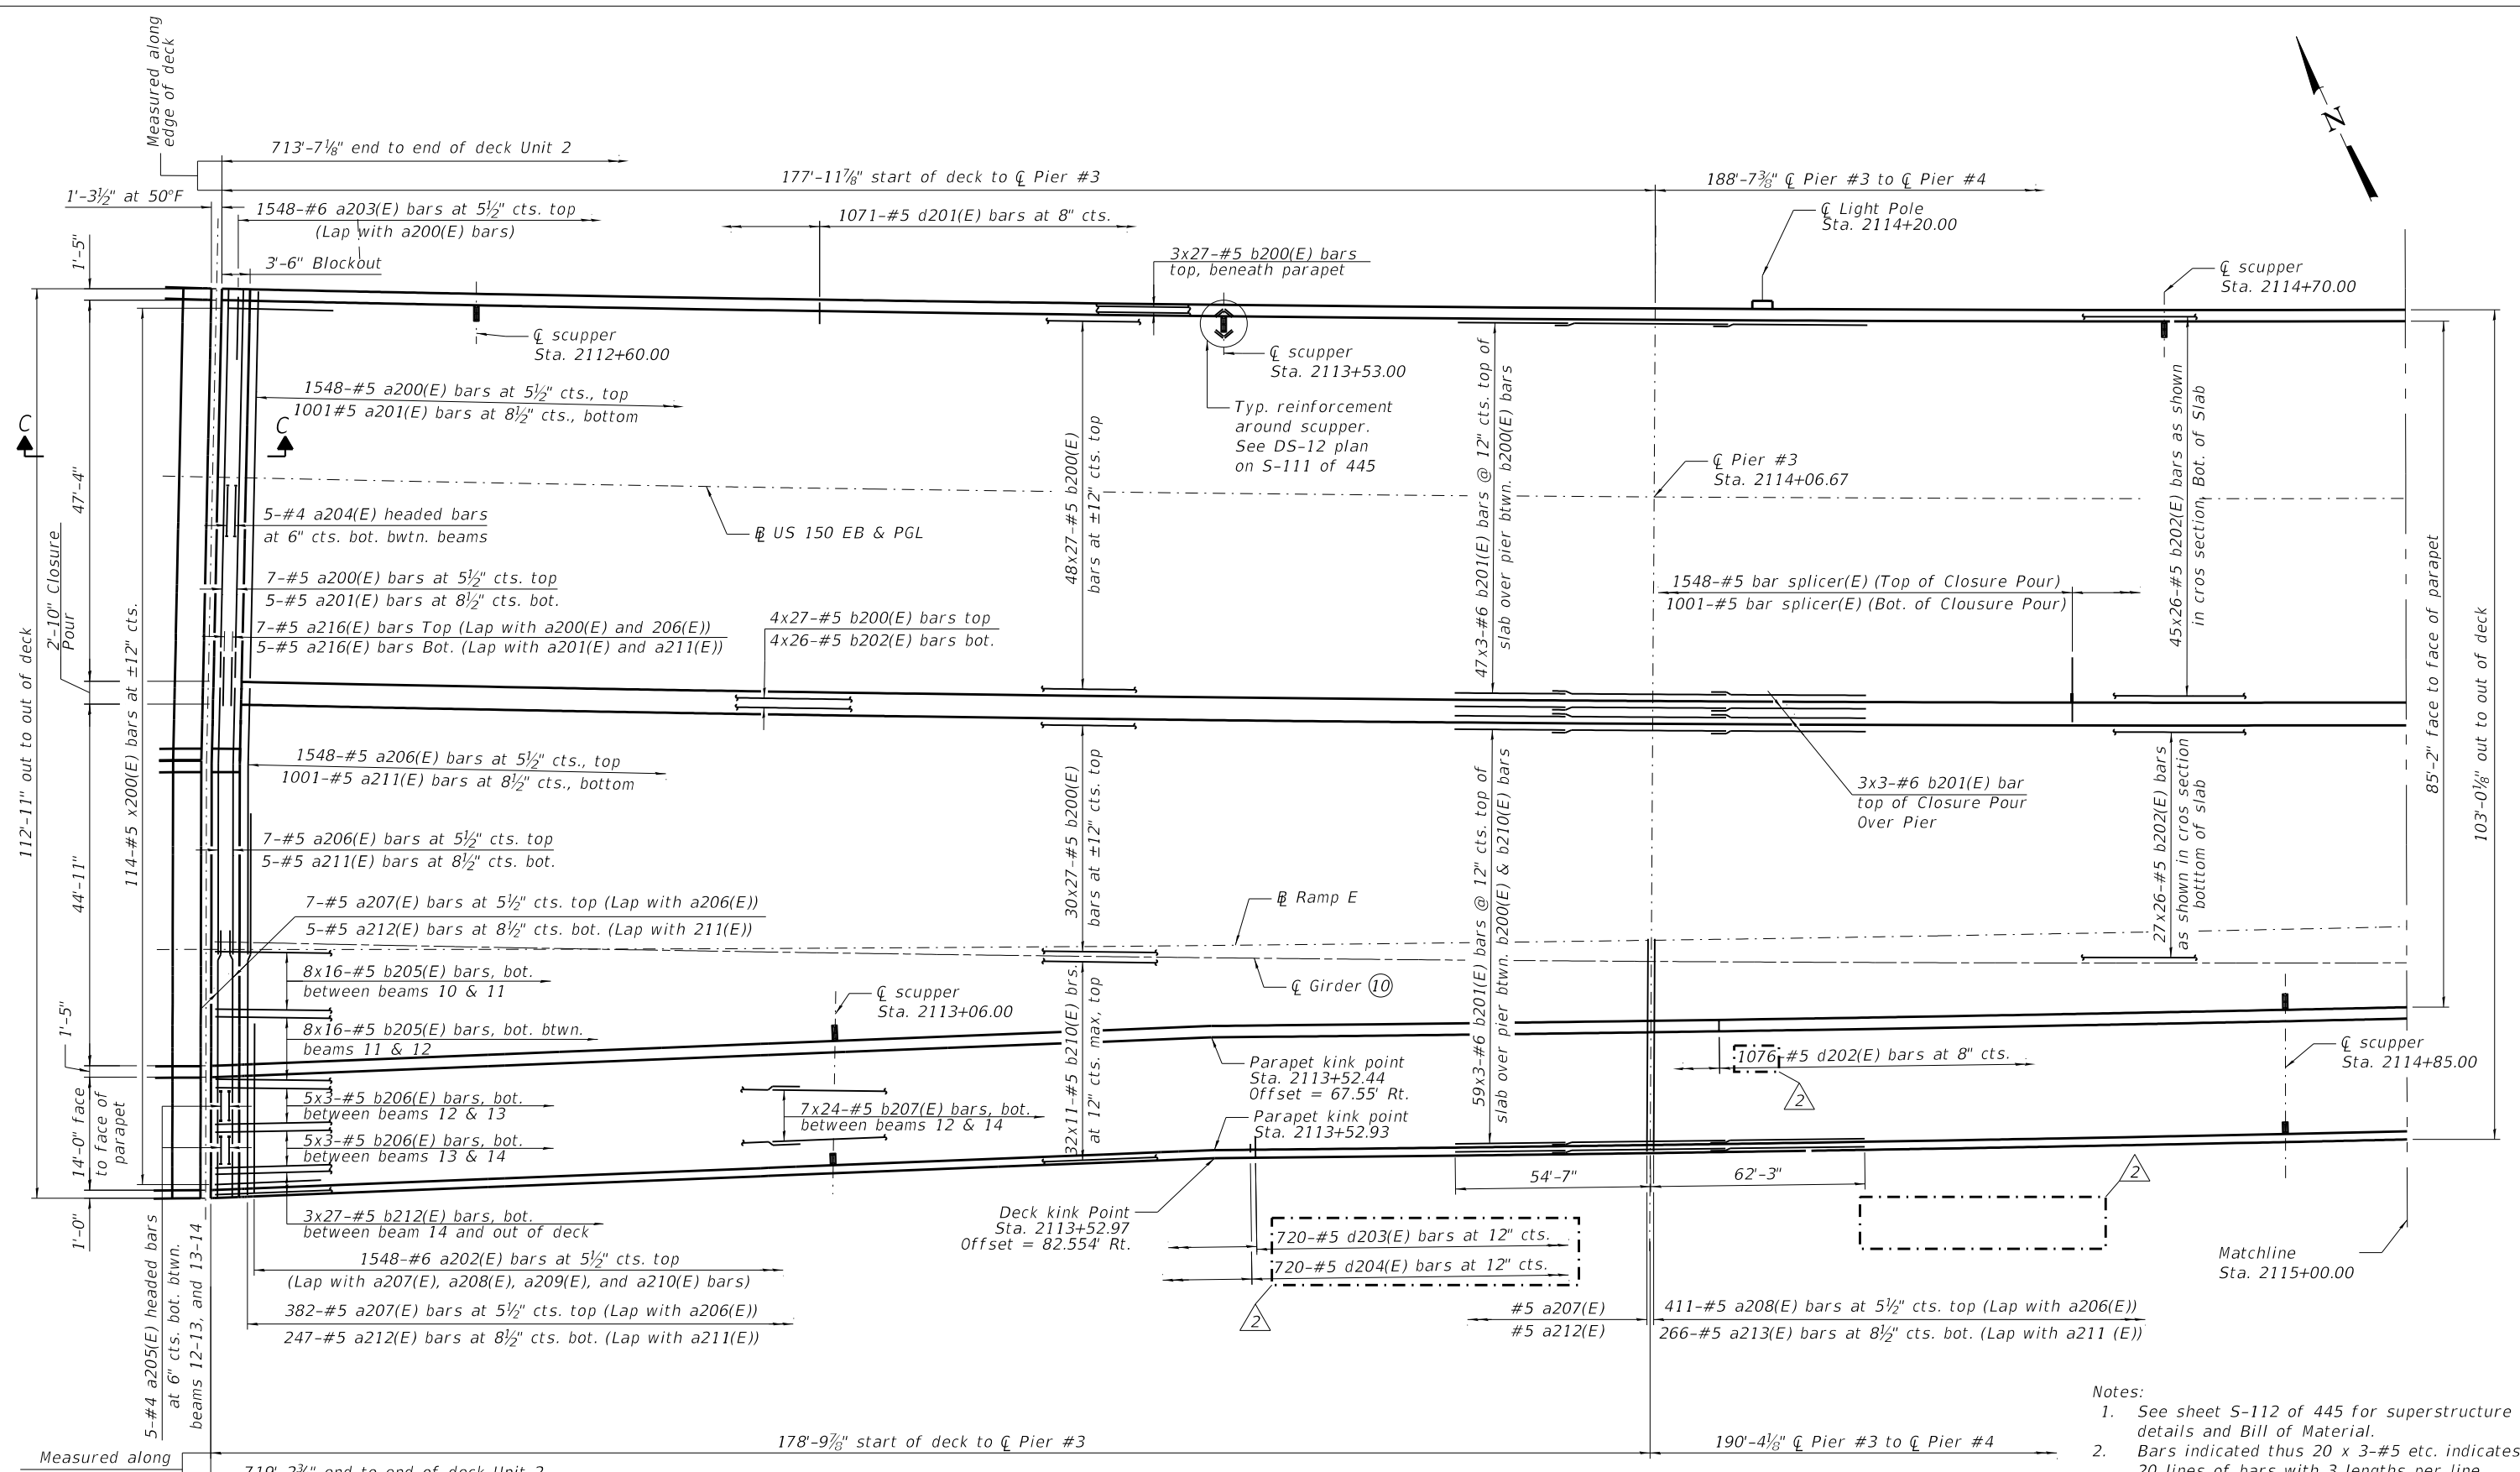 Measured along
edge of deck
713'-7⅛" end to end of deck Unit 2
177'-11⅞" start of deck to ℄ Pier #3
188'-7⅜" ℄ Pier #3 to ℄ Pier #4
1'-3½" at 50°F
1548-#6 a203(E) bars at 5½" cts. top
(Lap with a200(E) bars)
1071-#5 d201(E) bars at 8" cts.
℄ Light Pole
Sta. 2114+20.00
N
1'-5"
3'-6" Blockout
3x27-#5 b200(E) bars
top, beneath parapet
℄ scupper
Sta. 2114+70.00
℄ scupper
Sta. 2112+60.00
℄ scupper
Sta. 2113+53.00
1548-#5 a200(E) bars at 5½" cts., top
1001#5 a201(E) bars at 8½" cts., bottom
Typ. reinforcement
around scupper.
See DS-12 plan
on S-111 of 445
C
C
47'-4"
48x27-#5 b200(E)
bars at ±12" cts. top
47x3-#6 b201(E) bars @ 12" cts. top of
slab over pier btwn. b200(E) bars
45x26-#5 b202(E) bars as shown
in cros section, Bot. of Slab
℄ Pier #3
Sta. 2114+06.67
5-#4 a204(E) headed bars
at 6" cts. bot. bwtn. beams
BL US 150 EB & PGL
2'-10" Closure
Pour
7-#5 a200(E) bars at 5½" cts. top
5-#5 a201(E) bars at 8½" cts. bot.
1548-#5 bar splicer(E) (Top of Closure Pour)
1001-#5 bar splicer(E) (Bot. of Clousure Pour)
7-#5 a216(E) bars Top (Lap with a200(E) and 206(E))
5-#5 a216(E) bars Bot. (Lap with a201(E) and a211(E))
4x27-#5 b200(E) bars top
4x26-#5 b202(E) bars bot.
112'-11" out to out of deck
114-#5 x200(E) bars at ±12" cts.
85'-2" face to face of parapet
103'-0⅛" out to out of deck
1548-#5 a206(E) bars at 5½" cts., top
1001-#5 a211(E) bars at 8½" cts., bottom
3x3-#6 b201(E) bar
top of Closure Pour
Over Pier
44'-11"
30x27-#5 b200(E)
bars at ±12" cts. top
59x3-#6 b201(E) bars @ 12" cts. top of
slab over pier btwn. b200(E) & b210(E) bars
27x26-#5 b202(E) bars
as shown in cros section
botttom of slab
7-#5 a206(E) bars at 5½" cts. top
5-#5 a211(E) bars at 8½" cts. bot.
7-#5 a207(E) bars at 5½" cts. top (Lap with a206(E))
5-#5 a212(E) bars at 8½" cts. bot. (Lap with 211(E))
BL Ramp E
8x16-#5 b205(E) bars, bot.
between beams 10 & 11
℄ Girder 10
℄ scupper
Sta. 2113+06.00
1'-5"
8x16-#5 b205(E) bars, bot. btwn.
beams 11 & 12
32x11-#5 b210(E) brs.
at 12" cts. max, top
Parapet kink point
Sta. 2113+52.44
Offset = 67.55' Rt.
1076-#5 d202(E) bars at 8" cts.
2
℄ scupper
Sta. 2114+85.00
14'-0" face
to face of
parapet
5x3-#5 b206(E) bars, bot.
between beams 12 & 13
7x24-#5 b207(E) bars, bot.
between beams 12 & 14
Parapet kink point
Sta. 2113+52.93
5x3-#5 b206(E) bars, bot.
between beams 13 & 14
54'-7"
62'-3"
2
1'-0"
3x27-#5 b212(E) bars, bot.
between beam 14 and out of deck
Deck kink Point
Sta. 2113+52.97
Offset = 82.554' Rt.
720-#5 d203(E) bars at 12" cts.
720-#5 d204(E) bars at 12" cts.
2
Matchline
Sta. 2115+00.00
5-#4 a205(E) headed bars
at 6" cts. bot. btwn.
beams 12-13, and 13-14
1548-#6 a202(E) bars at 5½" cts. top
(Lap with a207(E), a208(E), a209(E), and a210(E) bars)
382-#5 a207(E) bars at 5½" cts. top (Lap with a206(E))
247-#5 a212(E) bars at 8½" cts. bot. (Lap with a211(E))
#5 a207(E)
#5 a212(E)
411-#5 a208(E) bars at 5½" cts. top (Lap with a206(E))
266-#5 a213(E) bars at 8½" cts. bot. (Lap with a211 (E))
Notes:
1. See sheet S-112 of 445 for superstructure
details and Bill of Material.
2. Bars indicated thus 20 x 3-#5 etc. indicates
20 lines of bars with 3 lengths per line
Measured along
178'-9⅞" start of deck to ℄ Pier #3
190'-4⅛" ℄ Pier #3 to ℄ Pier #4
719'-2¾" end to end of deck Unit 2